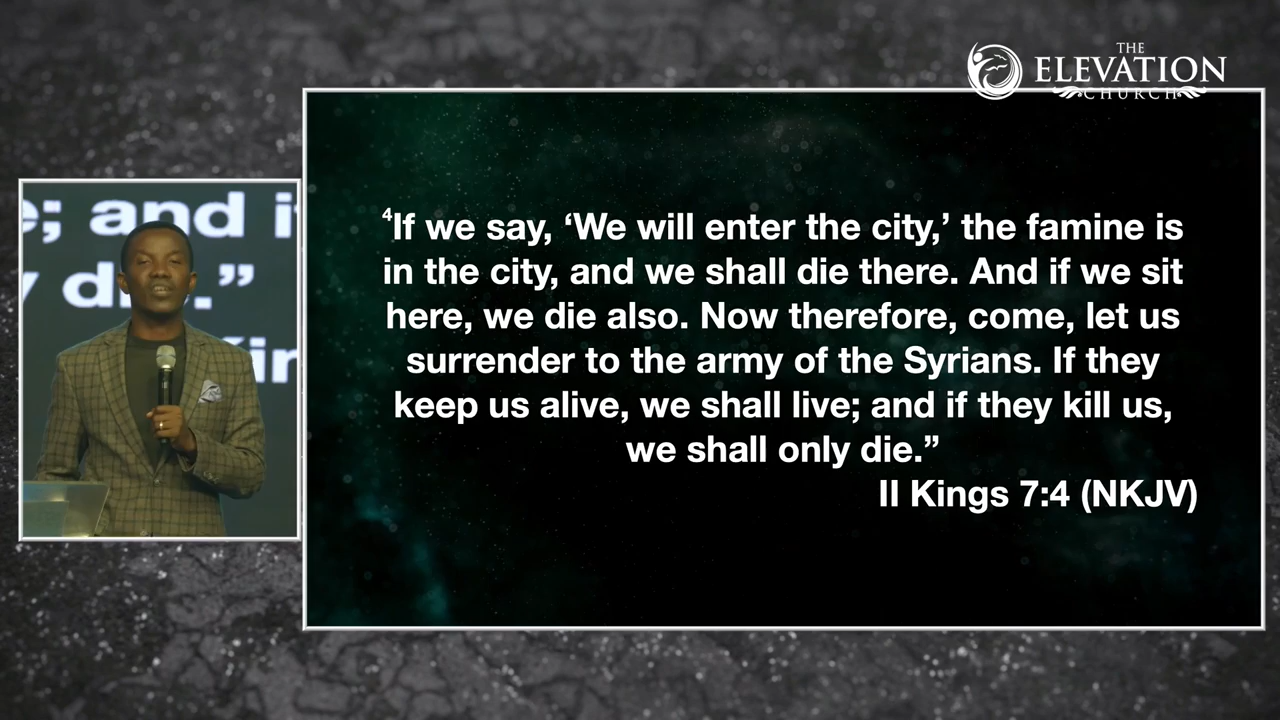 THE
ELEVATION
CHURCH
e; and i
y die.”
Kin
⁴If we say, ‘We will enter the city,’ the famine is
in the city, and we shall die there. And if we sit
here, we die also. Now therefore, come, let us
surrender to the army of the Syrians. If they
keep us alive, we shall live; and if they kill us,
we shall only die.”
II Kings 7:4 (NKJV)